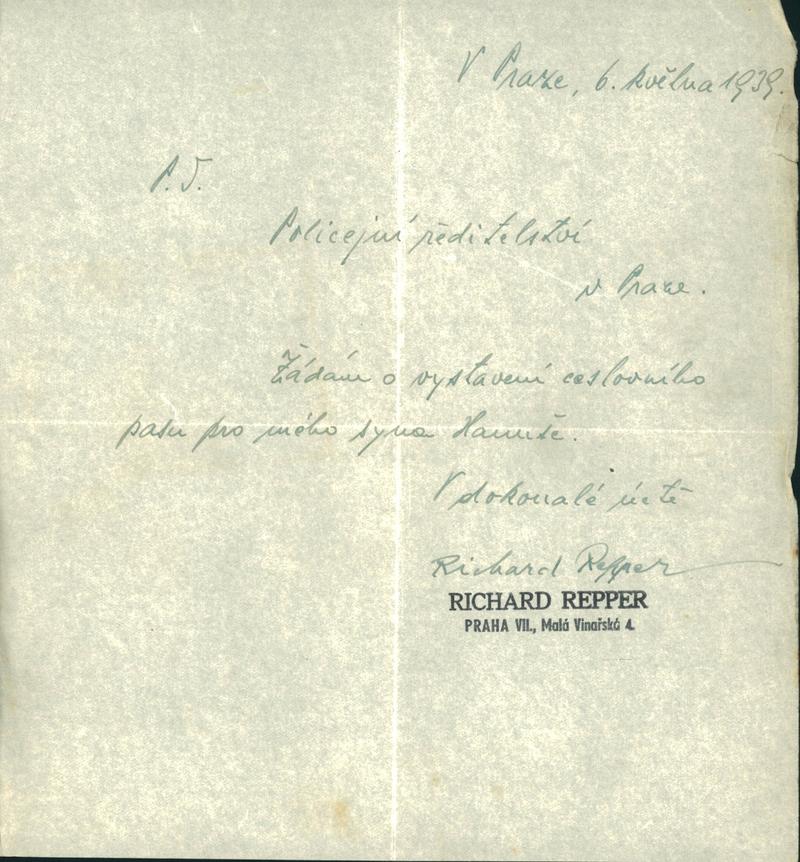 V Praze, 6. května 1939.
P. T.
Policejní ředitelství
v Praze.
Žádám o vystavení cestovního
pasu pro mého syna Hanuše.
V dokonalé úctě
Richard Repper
RICHARD REPPER
PRAHA VII., Malá Vinařská 4.